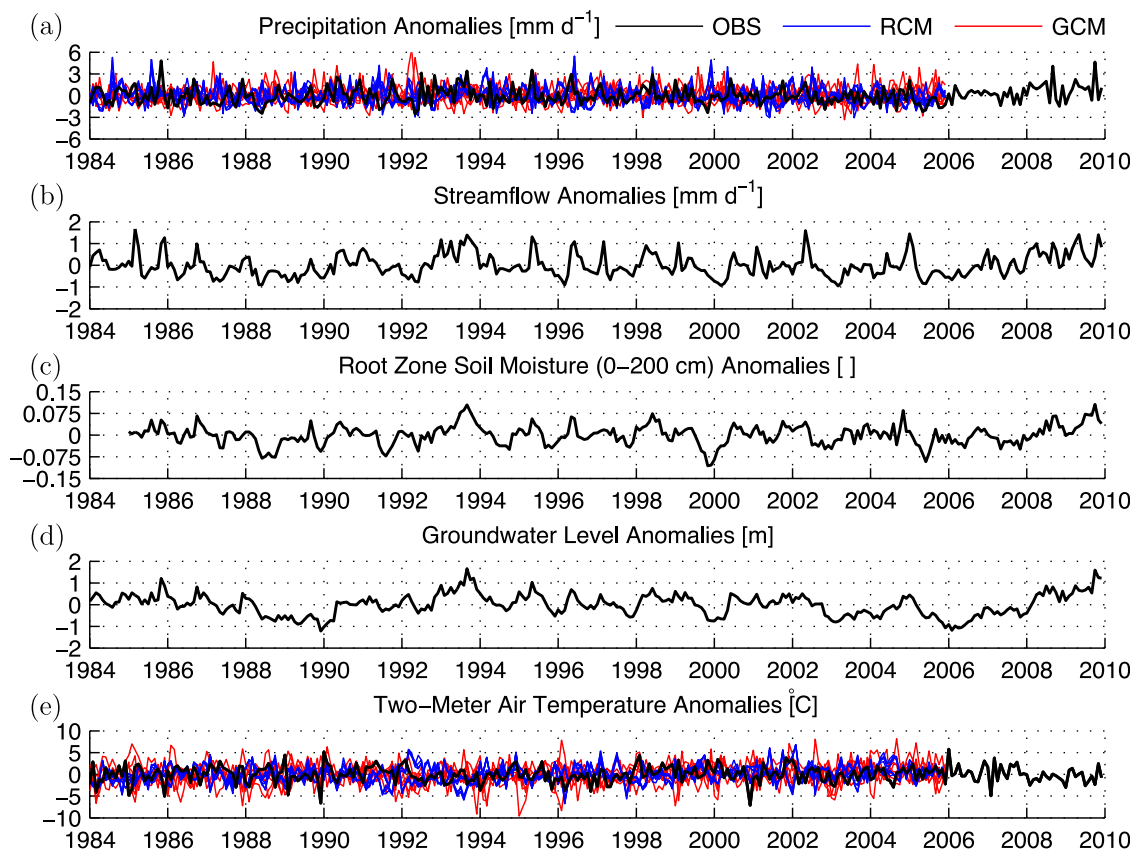 (a) Precipitation Anomalies [mm d⁻¹] OBS RCM GCM
6
3
0
−3
−6
1984 1986 1988 1990 1992 1994 1996 1998 2000 2002 2004 2006 2008 2010
(b) Streamflow Anomalies [mm d⁻¹]
2
1
0
−1
−2
1984 1986 1988 1990 1992 1994 1996 1998 2000 2002 2004 2006 2008 2010
(c) Root Zone Soil Moisture (0−200 cm) Anomalies [ ]
0.15
0.075
0
−0.075
−0.15
1984 1986 1988 1990 1992 1994 1996 1998 2000 2002 2004 2006 2008 2010
(d) Groundwater Level Anomalies [m]
2
1
0
−1
−2
1984 1986 1988 1990 1992 1994 1996 1998 2000 2002 2004 2006 2008 2010
(e) Two−Meter Air Temperature Anomalies [°C]
10
5
0
−5
−10
1984 1986 1988 1990 1992 1994 1996 1998 2000 2002 2004 2006 2008 2010